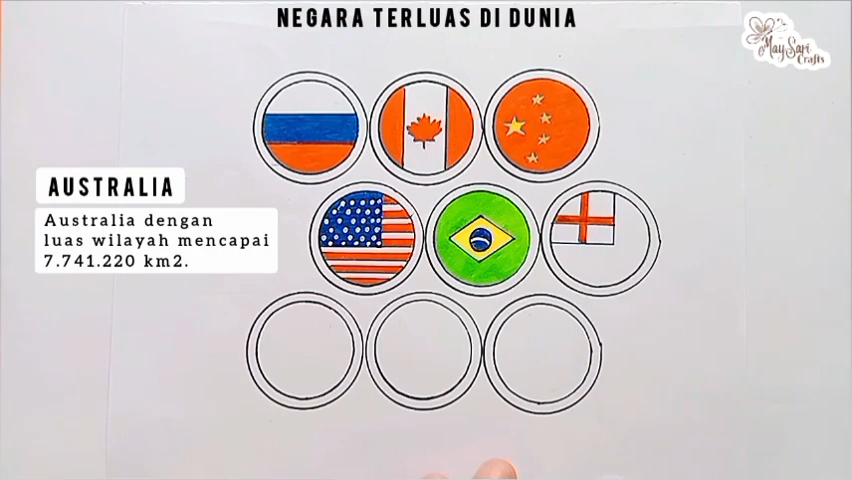 NEGARA TERLUAS DI DUNIA
May Sari
Crafts
AUSTRALIA
Australia dengan
luas wilayah mencapai
7.741.220 km2.